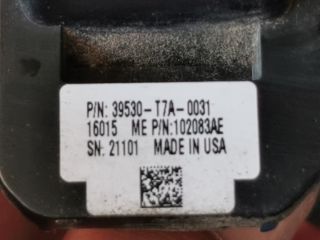 P/N: 39530-T7A-0031
16015 ME P/N:102083AE
SN: 21101 MADE IN USA